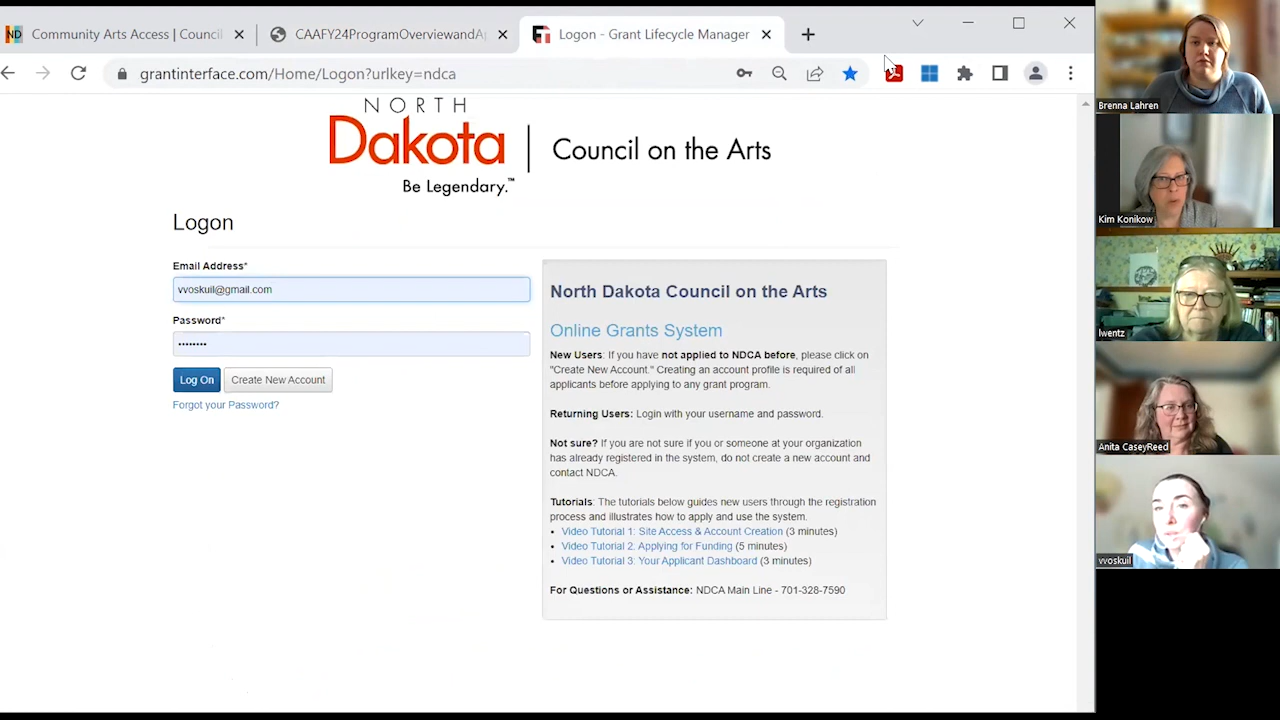 ND Community Arts Access | Council
CAAFY24ProgramOverviewandA
Logon - Grant Lifecycle Manager
grantinterface.com/Home/Logon?urlkey=ndca
NORTH
Dakota
Be Legendary.™
Council on the Arts
Logon
Email Address*
vvoskuil@gmail.com
Password*
••••••••
Log On
Create New Account
Forgot your Password?
North Dakota Council on the Arts
Online Grants System
New Users: If you have not applied to NDCA before, please click on
"Create New Account." Creating an account profile is required of all
applicants before applying to any grant program.
Returning Users: Login with your username and password.
Not sure? If you are not sure if you or someone at your organization
has already registered in the system, do not create a new account and
contact NDCA.
Tutorials: The tutorials below guides new users through the registration
process and illustrates how to apply and use the system.
• Video Tutorial 1: Site Access & Account Creation (3 minutes)
• Video Tutorial 2: Applying for Funding (5 minutes)
• Video Tutorial 3: Your Applicant Dashboard (3 minutes)
For Questions or Assistance: NDCA Main Line - 701-328-7590
Brenna Lahren
Kim Konikow
lwentz
Anita CaseyReed
vvoskuil